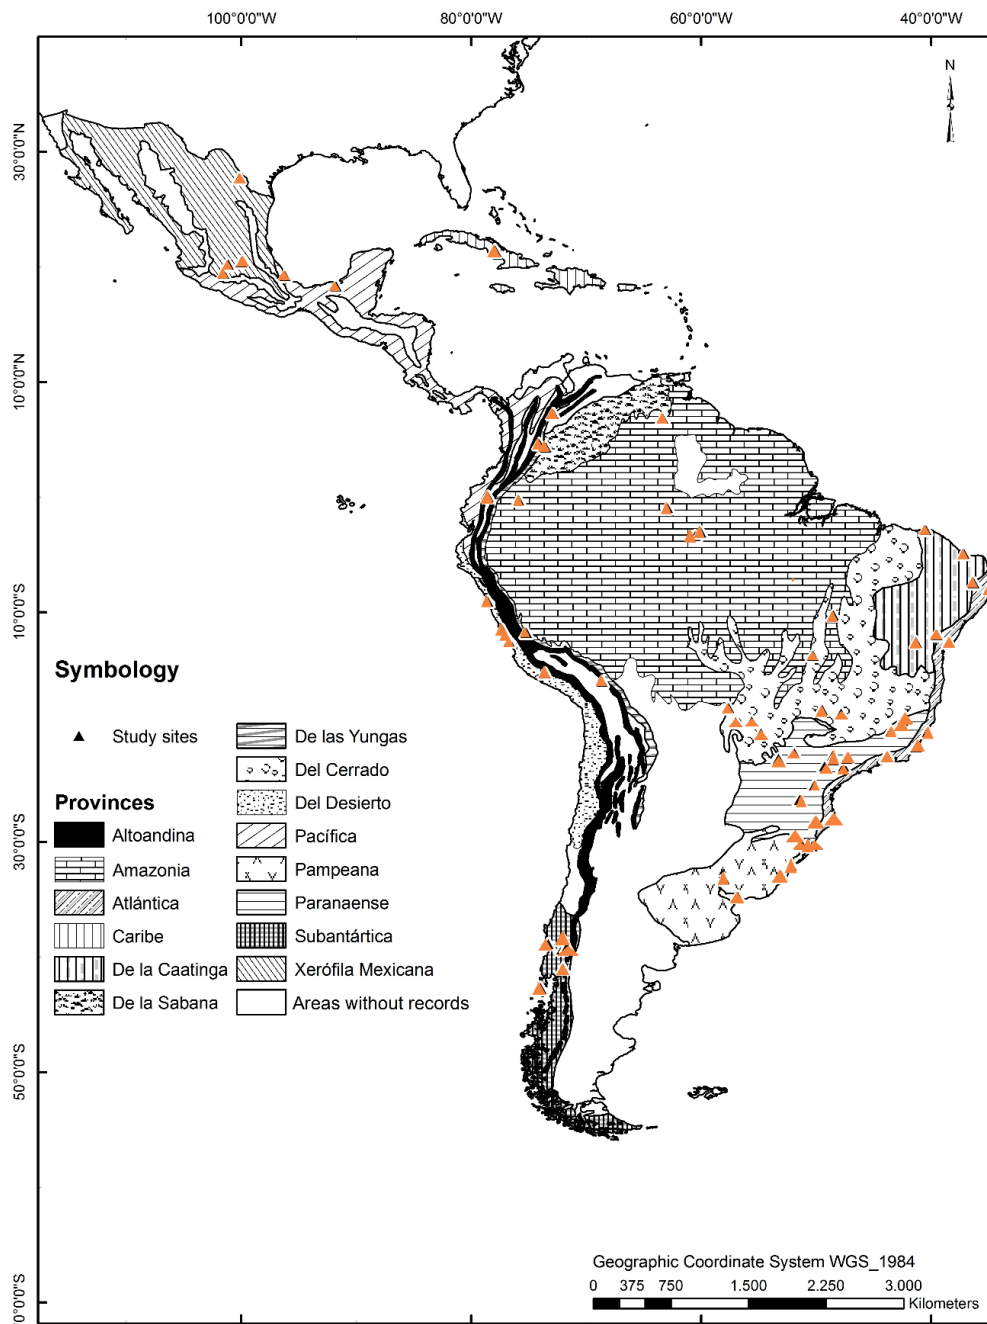 100°0'0"W 80°0'0"W 60°0'0"W 40°0'0"W
N
30°0'0"N
10°0'0"N
10°0'0"S
30°0'0"S
50°0'0"S
0°0'0"S
Symbology
Study sites
Provinces
Altoandina
Amazonia
Atlántica
Caribe
De la Caatinga
De la Sabana
De las Yungas
Del Cerrado
Del Desierto
Pacífica
Pampeana
Paranaense
Subantártica
Xerófila Mexicana
Areas without records
Geographic Coordinate System WGS_1984
0 375 750 1.500 2.250 3.000
Kilometers